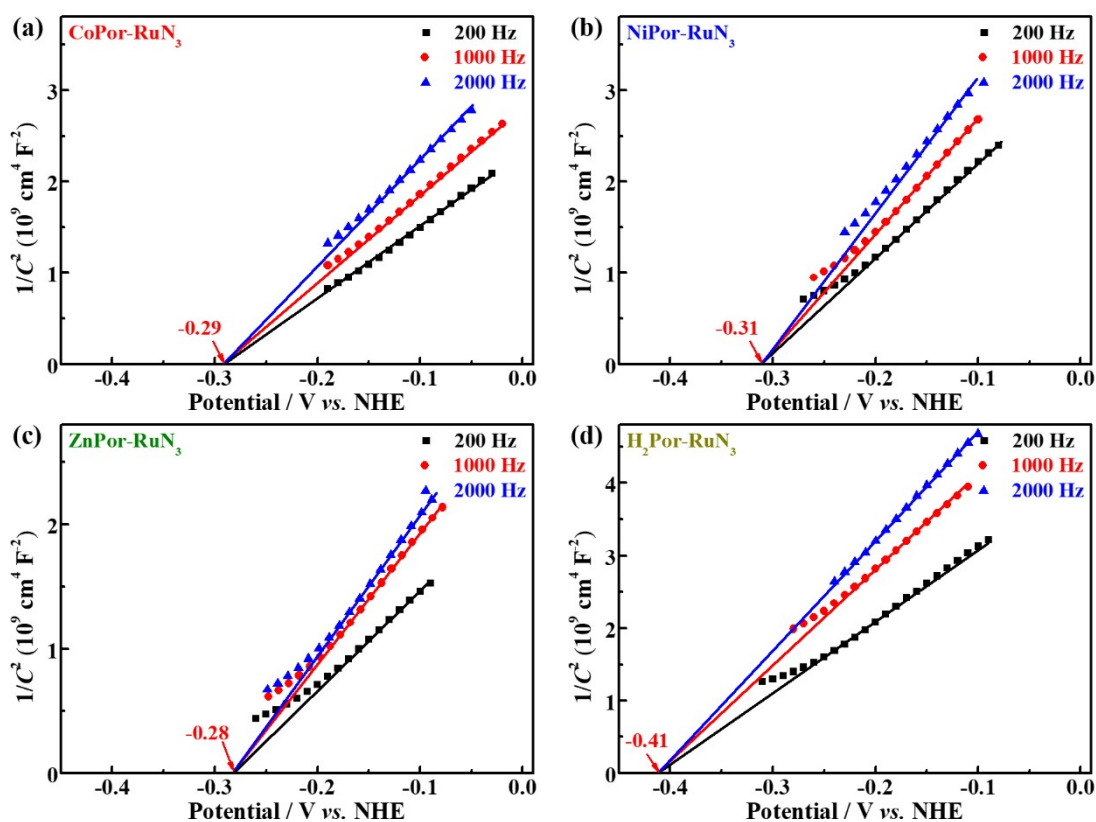 (a)
CoPor-RuN₃
200 Hz
1000 Hz
2000 Hz
1/C² (10⁹ cm⁴ F⁻²)
3
2
1
0
-0.29
-0.4 -0.3 -0.2 -0.1 0.0
Potential / V vs. NHE
(b)
NiPor-RuN₃
200 Hz
1000 Hz
2000 Hz
1/C² (10⁹ cm⁴ F⁻²)
3
2
1
0
-0.31
-0.4 -0.3 -0.2 -0.1 0.0
Potential / V vs. NHE
(c)
ZnPor-RuN₃
200 Hz
1000 Hz
2000 Hz
1/C² (10⁹ cm⁴ F⁻²)
2
1
0
-0.28
-0.4 -0.3 -0.2 -0.1 0.0
Potential / V vs. NHE
(d)
H₂Por-RuN₃
200 Hz
1000 Hz
2000 Hz
1/C² (10⁹ cm⁴ F⁻²)
4
3
2
1
0
-0.41
-0.4 -0.3 -0.2 -0.1 0.0
Potential / V vs. NHE